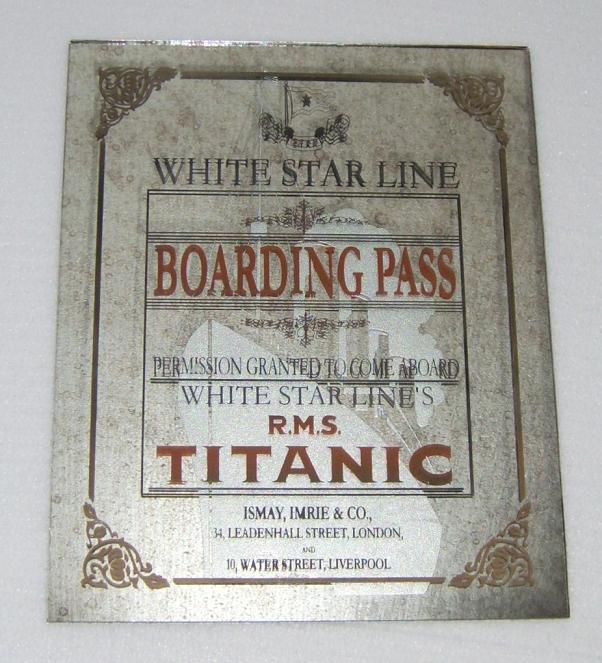 WHITE STAR LINE
BOARDING PASS
PERMISSION GRANTED TO COME ABOARD
WHITE STAR LINE'S
R.M.S.
TITANIC
ISMAY, IMRIE & CO.,
34, LEADENHALL STREET, LONDON,
AND
10, WATER STREET, LIVERPOOL